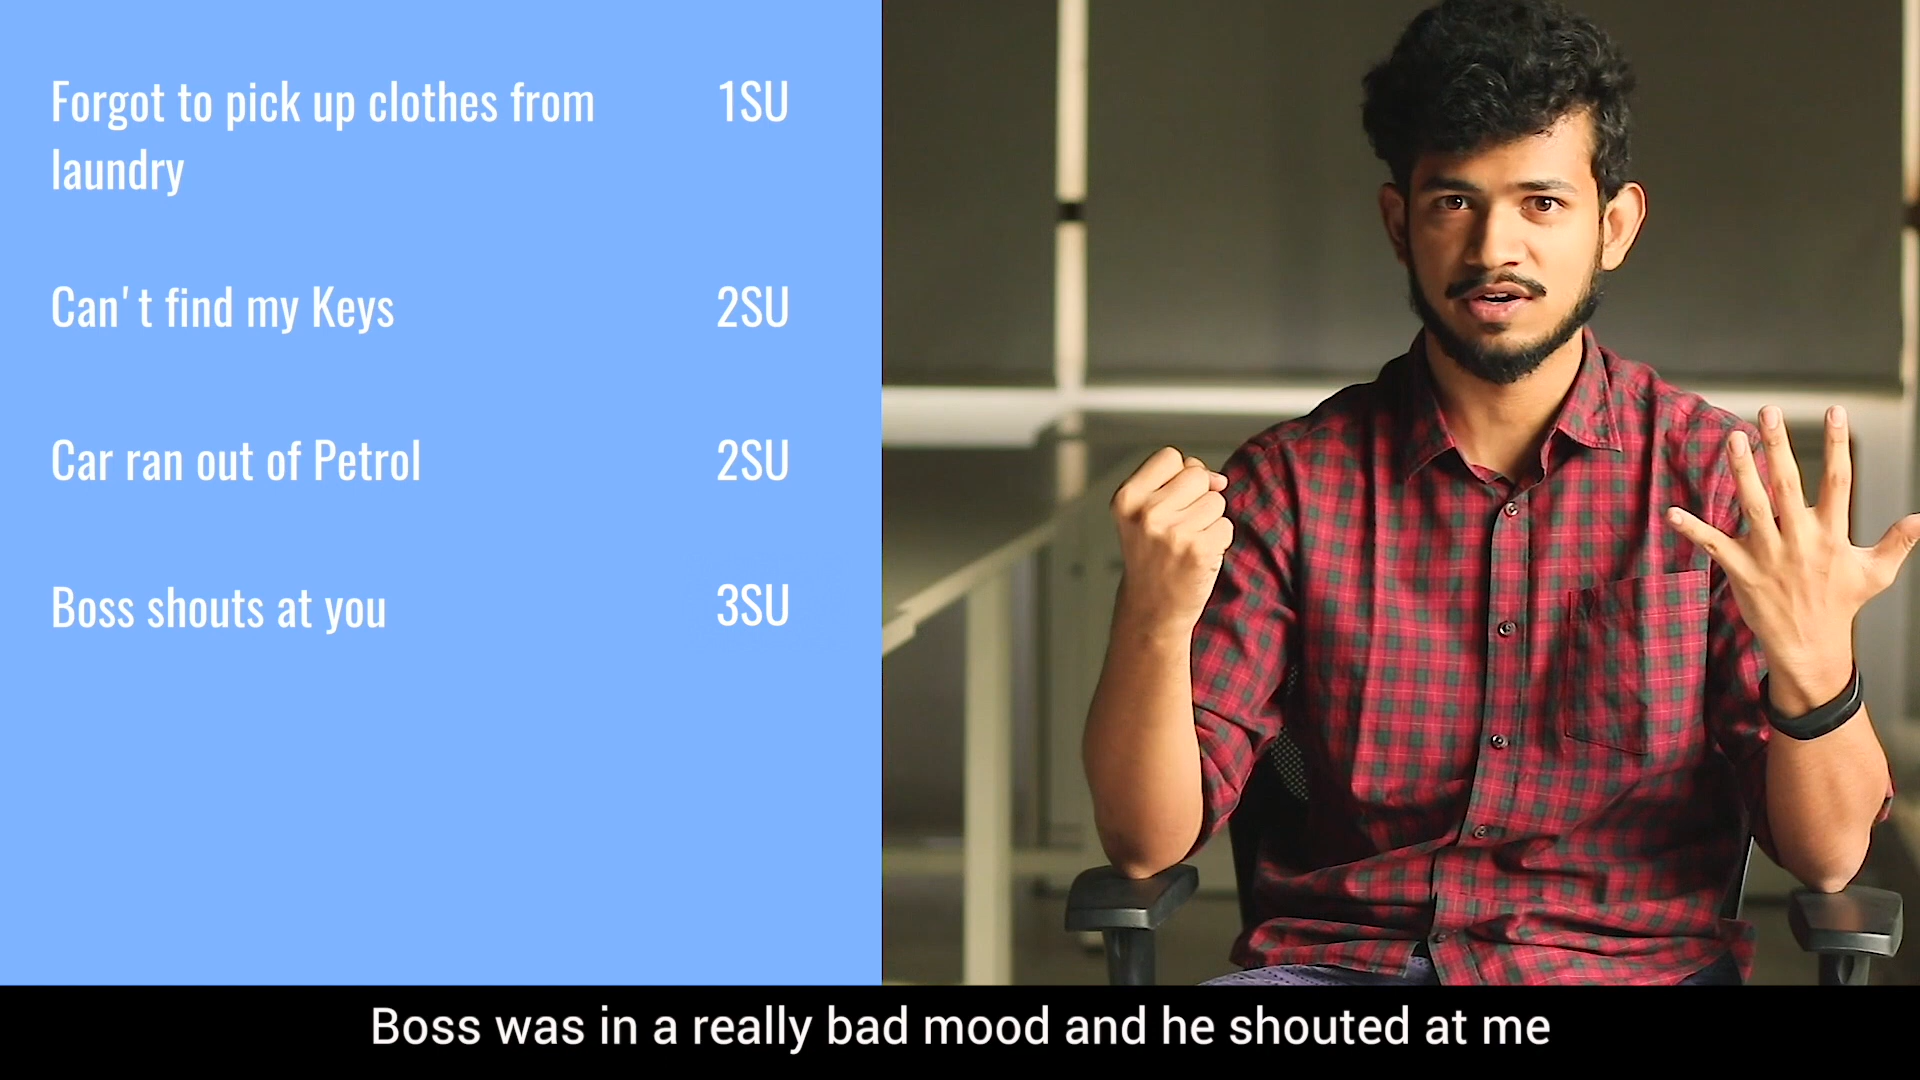 Forgot to pick up clothes from 1SU
laundry
Can't find my Keys 2SU
Car ran out of Petrol 2SU
Boss shouts at you 3SU
Boss was in a really bad mood and he shouted at me